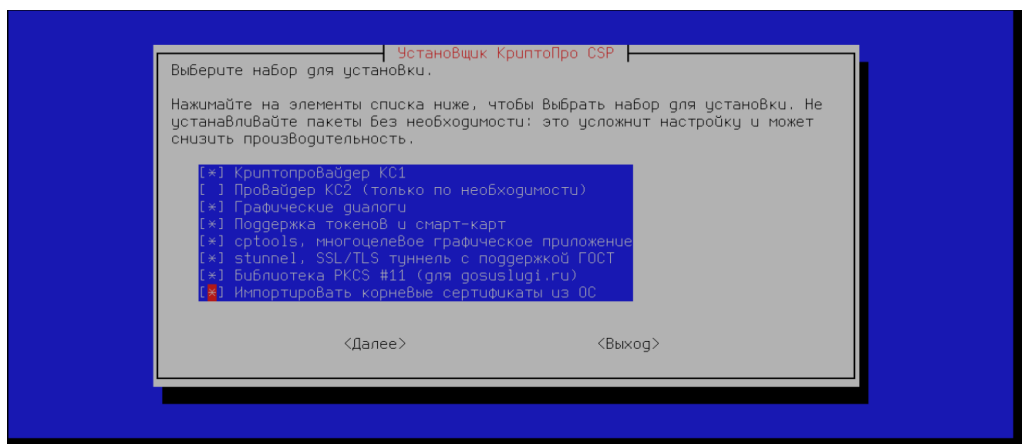 Установщик КриптоПро CSP
Выберите набор для установки.
Нажимайте на элементы списка ниже, чтобы выбрать набор для установки. Не
устанавливайте пакеты без необходимости: это усложнит настройку и может
снизить производительность.
[*] Криптопровайдер КС1
[ ] Провайдер КС2 (только по необходимости)
[*] Графические диалоги
[*] Поддержка токенов и смарт-карт
[*] cptools, многоцелевое графическое приложение
[*] stunnel, SSL/TLS туннель с поддержкой ГОСТ
[*] Библиотека PKCS #11 (для gosuslugi.ru)
[*] Импортировать корневые сертификаты из ОС
<Далее> <Выход>